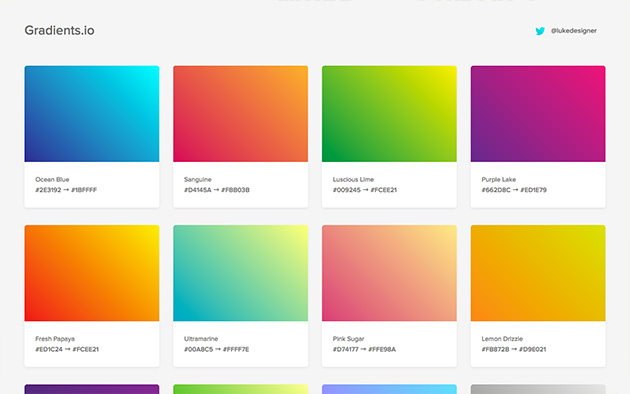 Gradients.io
@lukedesigner
Ocean Blue
#2E3192 → #1BFFFF
Sanguine
#D4145A → #FBB03B
Luscious Lime
#009245 → #FCEE21
Purple Lake
#662D8C → #ED1E79
Fresh Papaya
#ED1C24 → #FCEE21
Ultramarine
#00A8C5 → #FFFF7E
Pink Sugar
#D74177 → #FFE98A
Lemon Drizzle
#FB872B → #D9E021